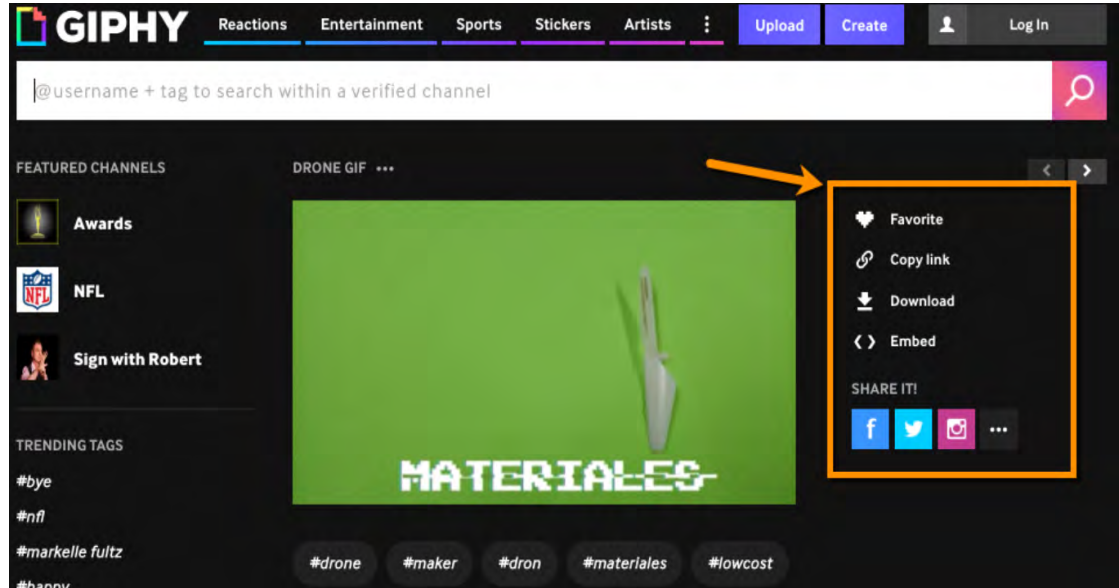 GIPHY
Reactions Entertainment Sports Stickers Artists Upload Create Log In
@username + tag to search within a verified channel
FEATURED CHANNELS
Awards
NFL
NFL
Sign with Robert
TRENDING TAGS
#bye
#nfl
#markelle fultz
#happy
DRONE GIF •••
MATERIALES
#drone #maker #dron #materiales #lowcost
Favorite
Copy link
Download
Embed
SHARE IT!
f